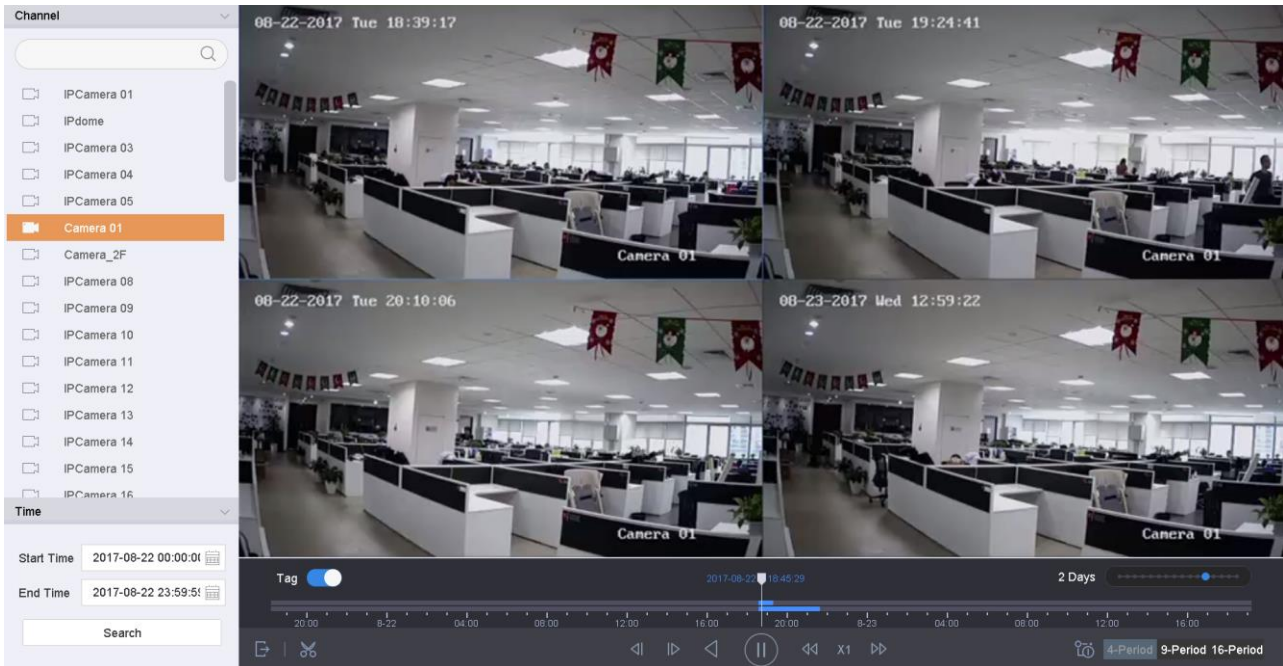 Channel
IPCamera 01
IPdome
IPCamera 03
IPCamera 04
IPCamera 05
Camera 01
Camera_2F
IPCamera 08
IPCamera 09
IPCamera 10
IPCamera 11
IPCamera 12
IPCamera 13
IPCamera 14
IPCamera 15
IPCamera 16
Time
Start Time 2017-08-22 00:00:0
End Time 2017-08-22 23:59:5
Search
08-22-2017 Tue 18:39:17
Camera 01
08-22-2017 Tue 19:24:41
Camera 01
08-22-2017 Tue 20:10:06
Camera 01
08-23-2017 Wed 12:59:22
Camera 01
Tag
2017-08-22 18:45:29
2 Days
20:00 8-22 04:00 08:00 12:00 16:00 20:00 8-23 04:00 08:00 12:00 16:00
X1
4-Period 9-Period 16-Period